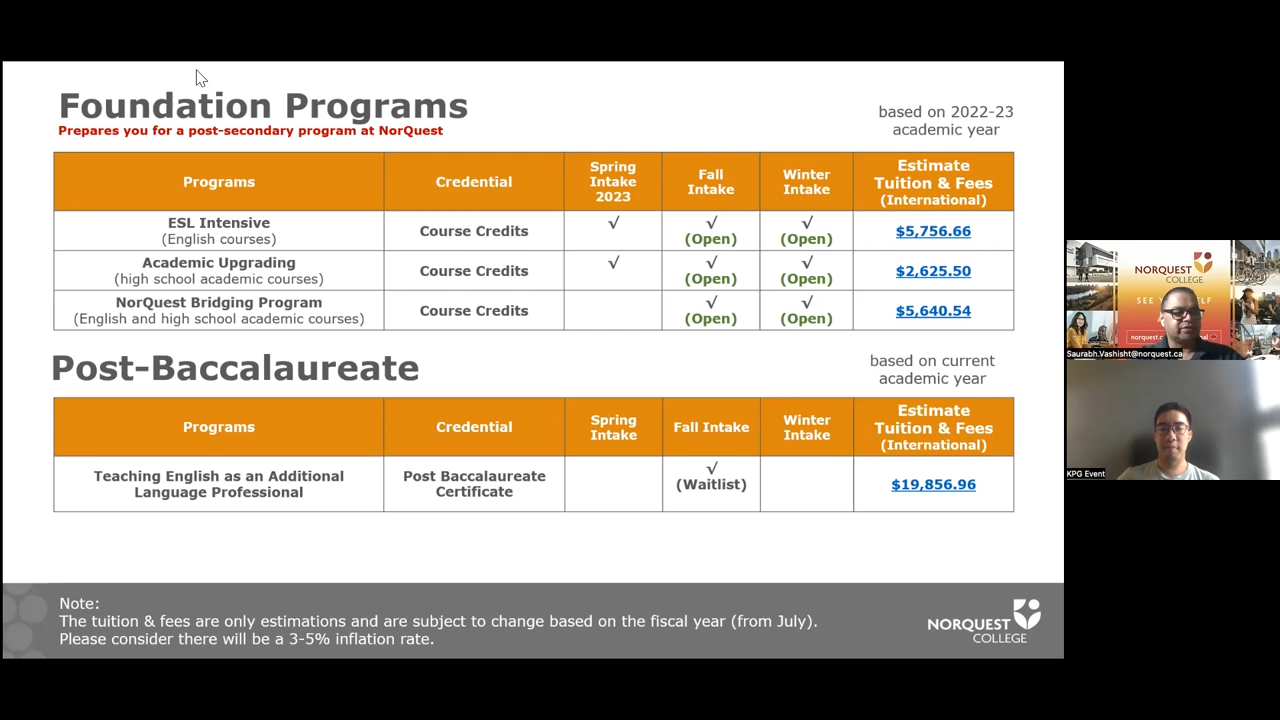 Foundation Programs
Prepares you for a post-secondary program at NorQuest
based on 2022-23
academic year
Programs
Credential
Spring
Intake
2023
Fall
Intake
Winter
Intake
Estimate
Tuition & Fees
(International)
ESL Intensive
(English courses)
Course Credits
√
√
(Open)
√
(Open)
$5,756.66
Academic Upgrading
(high school academic courses)
Course Credits
√
√
(Open)
√
(Open)
$2,625.50
NorQuest Bridging Program
(English and high school academic courses)
Course Credits
√
(Open)
√
(Open)
$5,640.54
Post-Baccalaureate
based on current
academic year
Programs
Credential
Spring
Intake
Fall Intake
Winter
Intake
Estimate
Tuition & Fees
(International)
Teaching English as an Additional
Language Professional
Post Baccalaureate
Certificate
√
(Waitlist)
$19,856.96
Note:
The tuition & fees are only estimations and are subject to change based on the fiscal year (from July).
Please consider there will be a 3-5% inflation rate.
NORQUEST
COLLEGE
NORQUEST
COLLEGE
Saurabh.Vashisht@norquest.ca
KPG Event